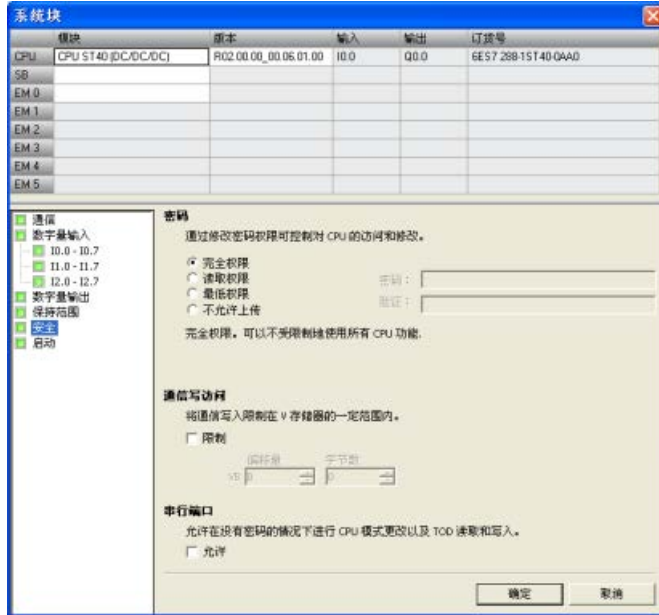 系统块
模块 版本 输入 输出 订货号
CPU CPU ST40 (DC/DC/DC) R02.00.00_00.06.01.00 I0.0 Q0.0 6ES7 288-1ST40-0AA0
SB
EM 0
EM 1
EM 2
EM 3
EM 4
EM 5
通信
数字量输入
I0.0 - I0.7
I1.0 - I1.7
I2.0 - I2.7
数字量输出
保持范围
安全
启动
密码
通过修改密码权限可控制对 CPU 的访问和修改。
完全权限
读取权限
最低权限
不允许上传
密码：
验证：
完全权限。可以不受限制地使用所有 CPU 功能.
通信写访问
将通信写入限制在 V 存储器的一定范围内。
限制
偏移量 字节数
VB 0 0
串行端口
允许在没有密码的情况下进行 CPU 模式更改以及 TOD 读取和写入。
允许
确定 取消